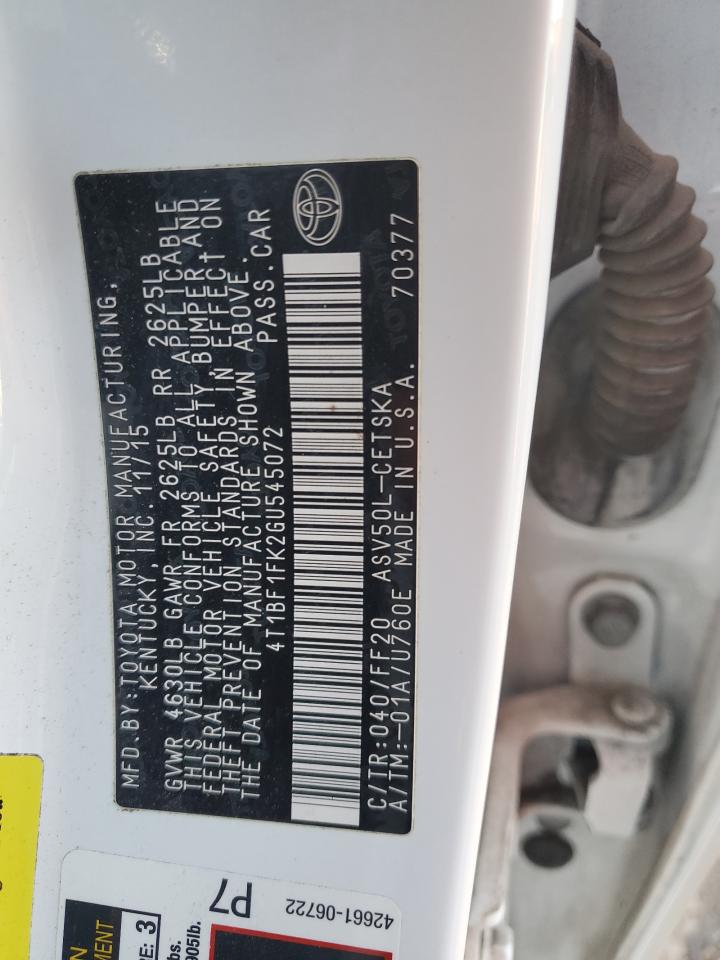 MFD.BY:TOYOTA MOTOR MANUFACTURING,
KENTUCKY, INC. 11/15
GVWR 4630LB GAWR FR 2625LB RR 2625LB
THIS VEHICLE CONFORMS TO ALL APPLICABLE
FEDERAL MOTOR VEHICLE SAFETY, BUMPER AND
THEFT PREVENTION STANDARDS IN EFFECT ON
THE DATE OF MANUFACTURE SHOWN ABOVE.
4T1BF1FK2GU545072 PASS.CAR
C/TR:040/FF20 ASV50L-CETSKA
A/TM:-01A/U760E MADE IN U.S.A. 70377
P7
42661-06722
MENT
3
905lb.